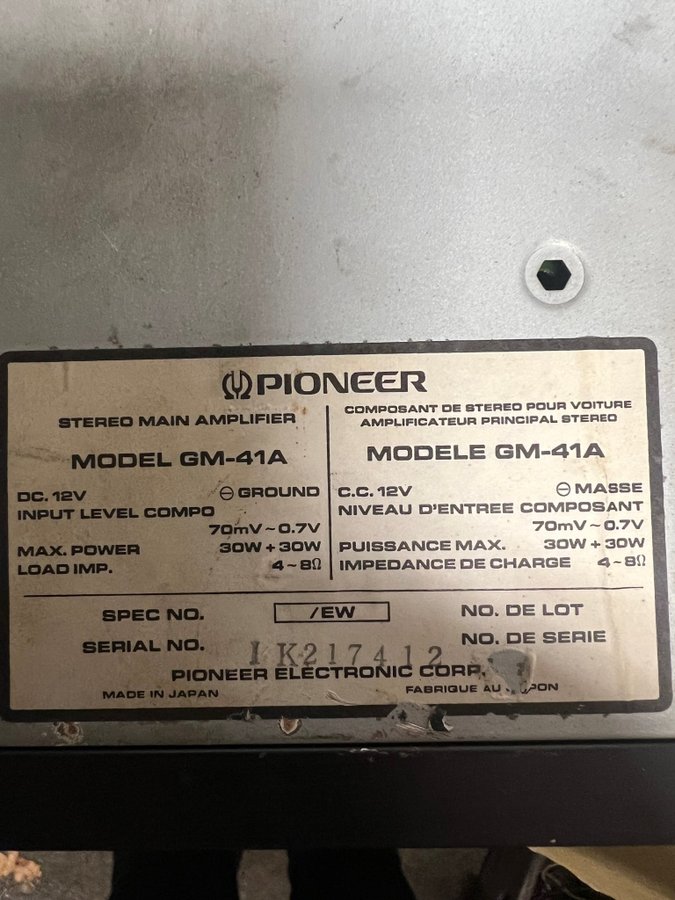 PIONEER
STEREO MAIN AMPLIFIER
MODEL GM-41A
DC. 12V ⊖ GROUND
INPUT LEVEL COMPO
70mV~0.7V
MAX. POWER 30W+30W
LOAD IMP. 4~8Ω
COMPOSANT DE STEREO POUR VOITURE
AMPLIFICATEUR PRINCIPAL STEREO
MODELE GM-41A
C.C. 12V ⊖ MASSE
NIVEAU D'ENTREE COMPOSANT
70mV~0.7V
PUISSANCE MAX. 30W+30W
IMPEDANCE DE CHARGE 4~8Ω
SPEC NO. /EW NO. DE LOT
SERIAL NO. IK217412 NO. DE SERIE
PIONEER ELECTRONIC CORP.
MADE IN JAPAN FABRIQUE AU